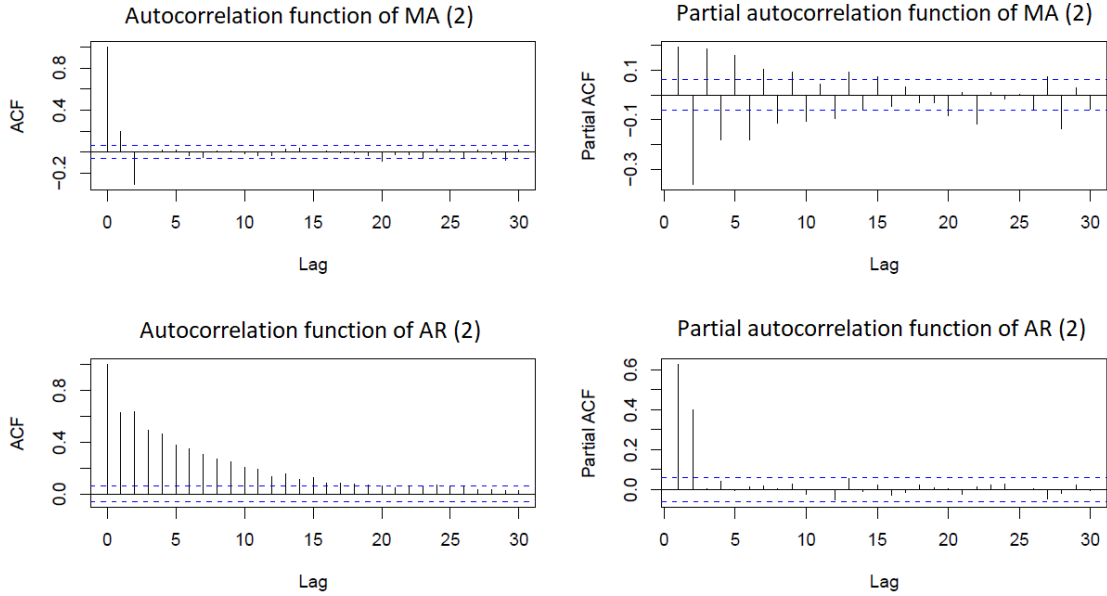 Autocorrelation function of MA (2)
ACF
0.8
0.4
−0.2
0 5 10 15 20 25 30
Lag
Partial autocorrelation function of MA (2)
Partial ACF
0.1
−0.1
−0.3
0 5 10 15 20 25 30
Lag
Autocorrelation function of AR (2)
ACF
0.8
0.4
0.0
0 5 10 15 20 25 30
Lag
Partial autocorrelation function of AR (2)
Partial ACF
0.6
0.4
0.2
0.0
0 5 10 15 20 25 30
Lag